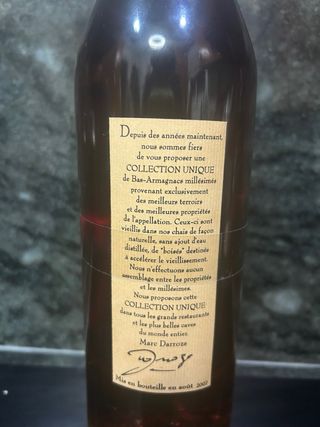 Depuis des années maintenant,
nous sommes fiers
de vous proposer une
COLLECTION UNIQUE
de Bas-Armagnacs millésimés
provenant exclusivement
des meilleurs terroirs
et des meilleures propriétés
de l'appellation. Ceux-ci sont
vieillis dans nos chais de façon
naturelle, sans ajout d'eau
distillée, de "boisés" destinés
à accélérer le vieillissement.
Nous n'effectuons aucun
assemblage entre les propriétés
et les millésimes.
Nous proposons cette
COLLECTION UNIQUE
dans tous les grands restaurants
et les plus belles caves
du monde entier.
Marc Darroze
Mis en bouteille en août 2007